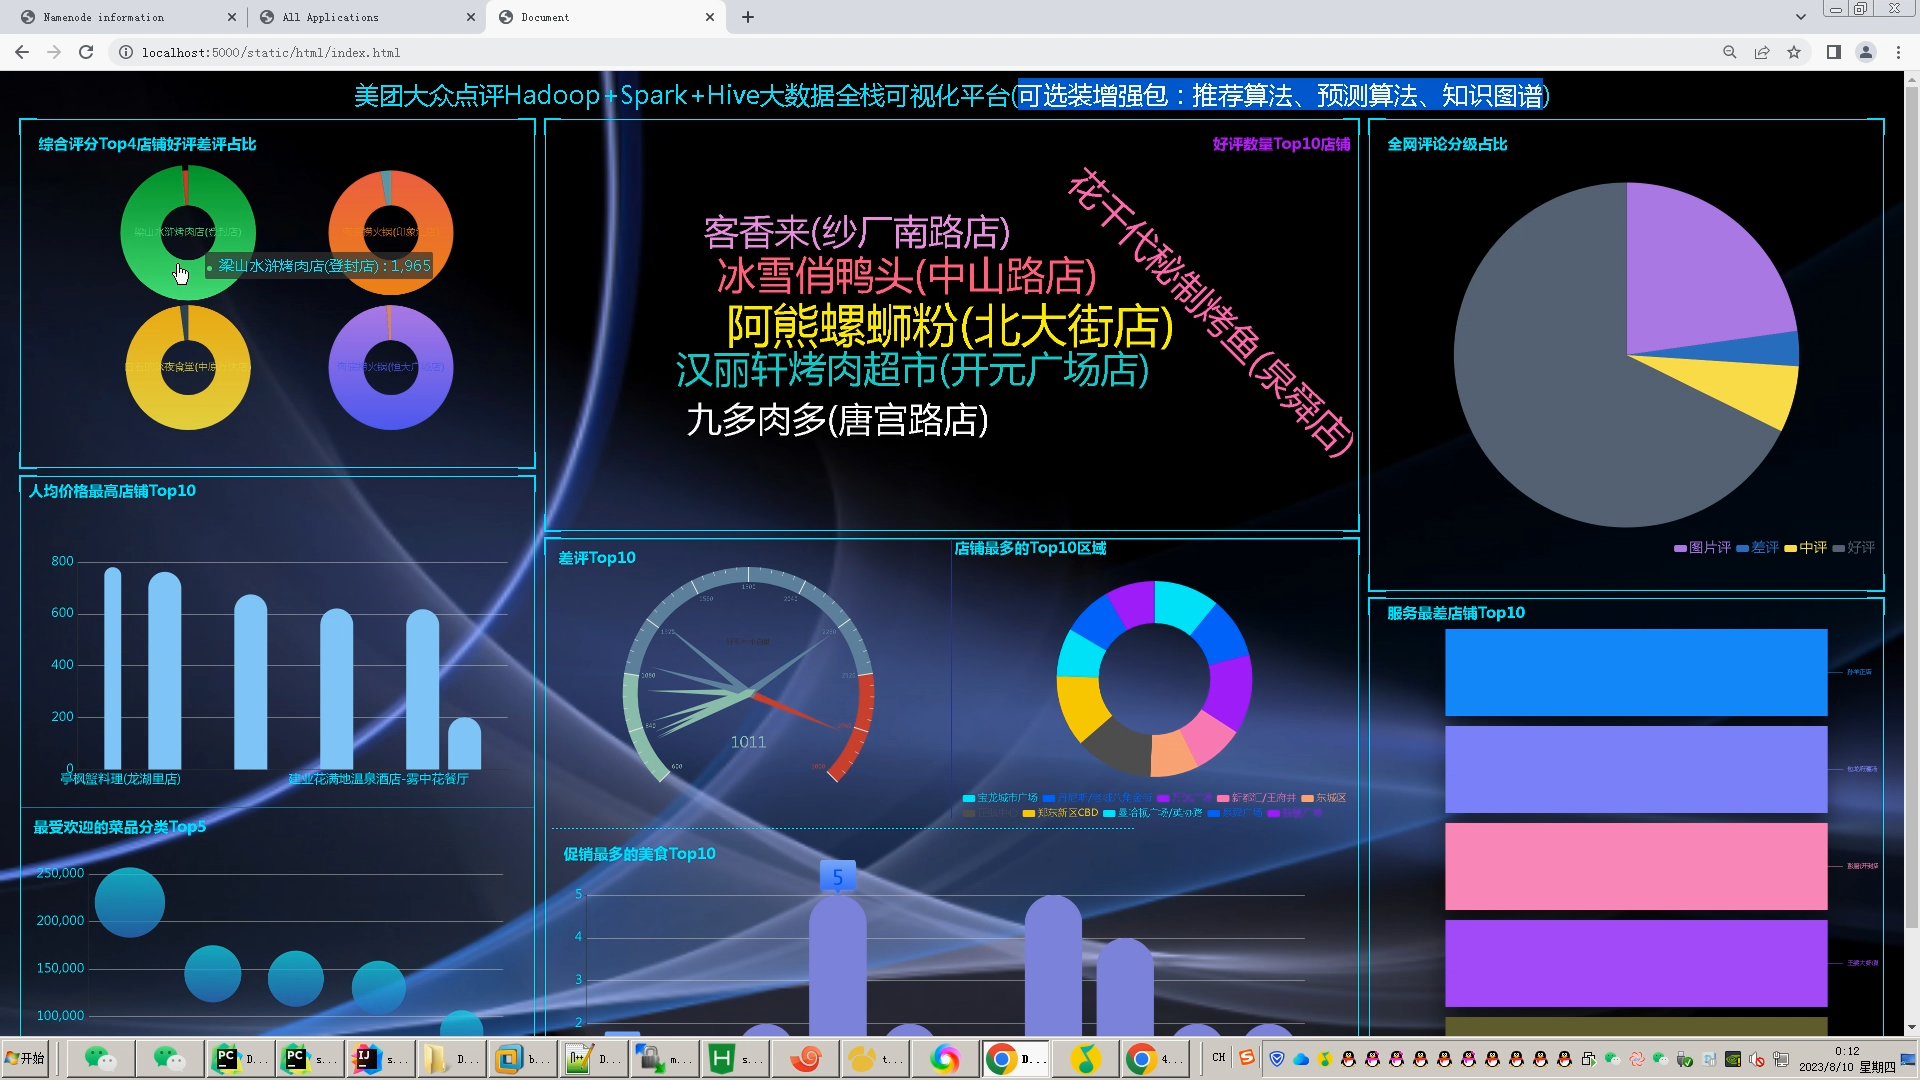 Namenode information
All Applications
Document
localhost:5000/static/html/index.html
美团大众点评Hadoop+Spark+Hive大数据全栈可视化平台(可选装增强包：推荐算法、预测算法、知识图谱)
综合评分Top4店铺好评差评占比
梁山水浒烤肉店(登封店)
梁山水浒烤肉店(登封店) : 1,965
好评数量Top10店铺
花千代秘制烤鱼(泉舜店)
客香来(纱厂南路店)
冰雪俏鸭头(中山路店)
阿熊螺蛳粉(北大街店)
汉丽轩烤肉超市(开元广场店)
九多肉多(唐宫路店)
全网评论分级占比
图片评 差评 中评 好评
人均价格最高店铺Top10
800
600
400
200
0
亭枫蟹料理(龙湖里店)
建业花满地温泉酒店-雾中花餐厅
差评Top10
1011
店铺最多的Top10区域
宝龙城市广场
新都汇/王府井 东城区
郑东新区CBD
服务最差店铺Top10
最受欢迎的菜品分类Top5
250,000
200,000
150,000
100,000
促销最多的美食Top10
5
5
4
3
2
开始
D...
s...
s...
D...
b...
D...
m...
s...
t...
D...
4...
CH
0:12
2023/8/10 星期四